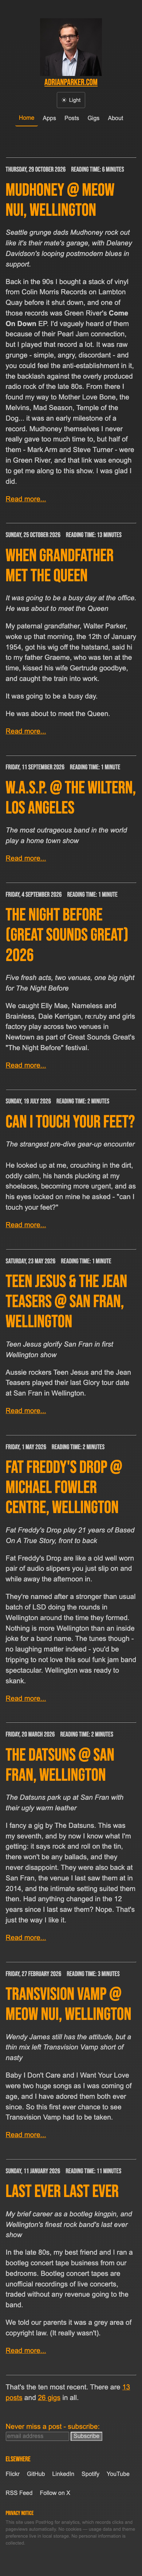 ADRIANPARKER.COM
☀ Light
Home Apps Posts Gigs About
THURSDAY, 29 OCTOBER 2026 READING TIME: 6 MINUTES
MUDHONEY @ MEOW
NUI, WELLINGTON
Seattle grunge dads Mudhoney rock out
like it's their mate's garage, with Delaney
Davidson's looping postmodern blues in
support.
Back in the 90s I bought a stack of vinyl
from Colin Morris Records on Lambton
Quay before it shut down, and one of
those records was Green River's Come
On Down EP. I'd vaguely heard of them
because of their Pearl Jam connection,
but I played that record a lot. It was raw
grunge - simple, angry, discordant - and
you could feel the anti-establishment in it,
the backlash against the overly produced
radio rock of the late 80s. From there I
found my way to Mother Love Bone, the
Melvins, Mad Season, Temple of the
Dog... it was an early milestone of a
record. Mudhoney themselves I never
really gave too much time to, but half of
them - Mark Arm and Steve Turner - were
in Green River, and that link was enough
to get me along to this show. I was glad I
did.
Read more...
SUNDAY, 25 OCTOBER 2026 READING TIME: 13 MINUTES
WHEN GRANDFATHER
MET THE QUEEN
It was going to be a busy day at the office.
He was about to meet the Queen
My paternal grandfather, Walter Parker,
woke up that morning, the 12th of January
1954, got his wig off the hatstand, said hi
to my father Graeme, who was ten at the
time, kissed his wife Gertrude goodbye,
and caught the train into work.
It was going to be a busy day.
He was about to meet the Queen.
Read more...
FRIDAY, 11 SEPTEMBER 2026 READING TIME: 1 MINUTE
W.A.S.P. @ THE WILTERN,
LOS ANGELES
The most outrageous band in the world
play a home town show
Read more...
FRIDAY, 4 SEPTEMBER 2026 READING TIME: 1 MINUTE
THE NIGHT BEFORE
(GREAT SOUNDS GREAT)
2026
Five fresh acts, two venues, one big night
for The Night Before
We caught Elly Mae, Nameless and
Brainless, Dale Kerrigan, re:ruby and girls
factory play across two venues in
Newtown as part of Great Sounds Great's
"The Night Before" festival.
Read more...
SUNDAY, 19 JULY 2026 READING TIME: 2 MINUTES
CAN I TOUCH YOUR FEET?
The strangest pre-dive gear-up encounter
He looked up at me, crouching in the dirt,
oddly calm, his hands plucking at my
shoelaces, becoming more urgent, and as
his eyes locked on mine he asked - "can I
touch your feet?"
Read more...
SATURDAY, 23 MAY 2026 READING TIME: 1 MINUTE
TEEN JESUS & THE JEAN
TEASERS @ SAN FRAN,
WELLINGTON
Teen Jesus glorify San Fran in first
Wellington show
Aussie rockers Teen Jesus and the Jean
Teasers played their last Glory tour date
at San Fran in Wellington.
Read more...
FRIDAY, 1 MAY 2026 READING TIME: 2 MINUTES
FAT FREDDY'S DROP @
MICHAEL FOWLER
CENTRE, WELLINGTON
Fat Freddy's Drop play 21 years of Based
On A True Story, front to back
Fat Freddy's Drop are like a old well worn
pair of audio slippers you just slip on and
while away the afternoon in.
They're named after a stronger than usual
batch of LSD doing the rounds in
Wellington around the time they formed.
Nothing is more Wellington than an inside
joke for a band name. The tunes though -
no laughing matter indeed - you'd be
tripping not to love this soul funk jam band
spectacular. Wellington was ready to
skank.
Read more...
FRIDAY, 20 MARCH 2026 READING TIME: 2 MINUTES
THE DATSUNS @ SAN
FRAN, WELLINGTON
The Datsuns park up at San Fran with
their ugly warm leather
I fancy a gig by The Datsuns. This was
my seventh, and by now I know what I'm
getting: it says rock and roll on the tin,
there won't be any ballads, and they
never disappoint. They were also back at
San Fran, the venue I last saw them at in
2014, and the intimate setting suited them
then. Had anything changed in the 12
years since I last saw them? Nope. That's
just the way I like it.
Read more...
FRIDAY, 27 FEBRUARY 2026 READING TIME: 3 MINUTES
TRANSVISION VAMP @
MEOW NUI, WELLINGTON
Wendy James still has the attitude, but a
thin mix left Transvision Vamp short of
nasty
Baby I Don't Care and I Want Your Love
were two huge songs as I was coming of
age, and I have adored them both ever
since. So this first ever chance to see
Transvision Vamp had to be taken.
Read more...
SUNDAY, 11 JANUARY 2026 READING TIME: 11 MINUTES
LAST EVER LAST EVER
My brief career as a bootleg kingpin, and
Wellington's finest rock band's last ever
show
In the late 80s, my best friend and I ran a
bootleg concert tape business from our
bedrooms. Bootleg concert tapes are
unofficial recordings of live concerts,
traded without any revenue going to the
band.
We told our parents it was a grey area of
copyright law. (It really wasn't).
Read more...
That's the ten most recent. There are 13
posts and 26 gigs in all.
Never miss a post - subscribe:
email address Subscribe
ELSEWHERE
Flickr GitHub LinkedIn Spotify YouTube
RSS Feed Follow on X
PRIVACY NOTICE
This site uses PostHog for analytics, which records clicks and
pageviews automatically. No cookies — usage data and theme
preference live in local storage. No personal information is
collected.